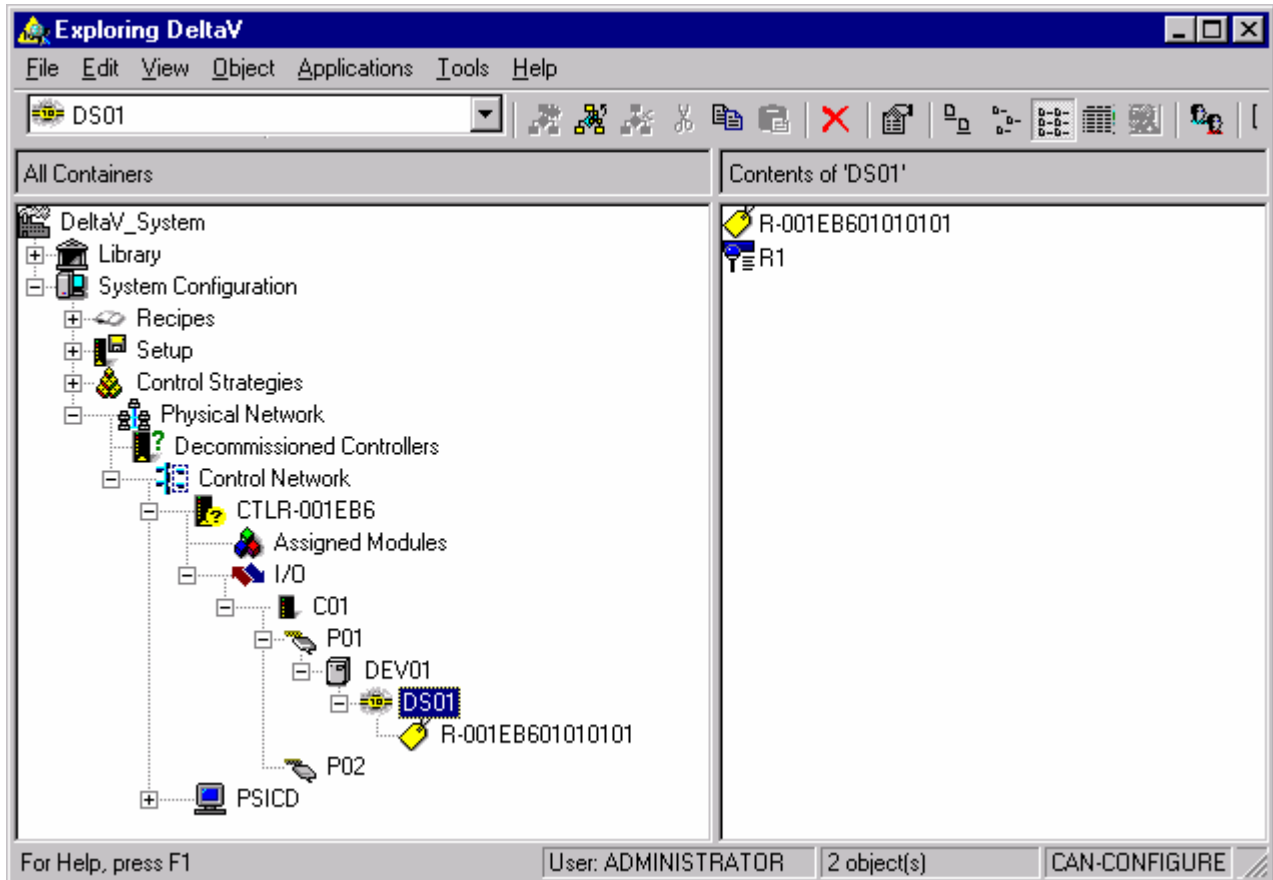 Exploring DeltaV
File Edit View Object Applications Tools Help
DS01
All Containers
Contents of 'DS01'
DeltaV_System
Library
System Configuration
Recipes
Setup
Control Strategies
Physical Network
Decommissioned Controllers
Control Network
CTLR-001EB6
Assigned Modules
I/O
C01
P01
DEV01
DS01
R-001EB601010101
P02
PSICD
R-001EB601010101
R1
For Help, press F1
User: ADMINISTRATOR
2 object(s)
CAN-CONFIGURE